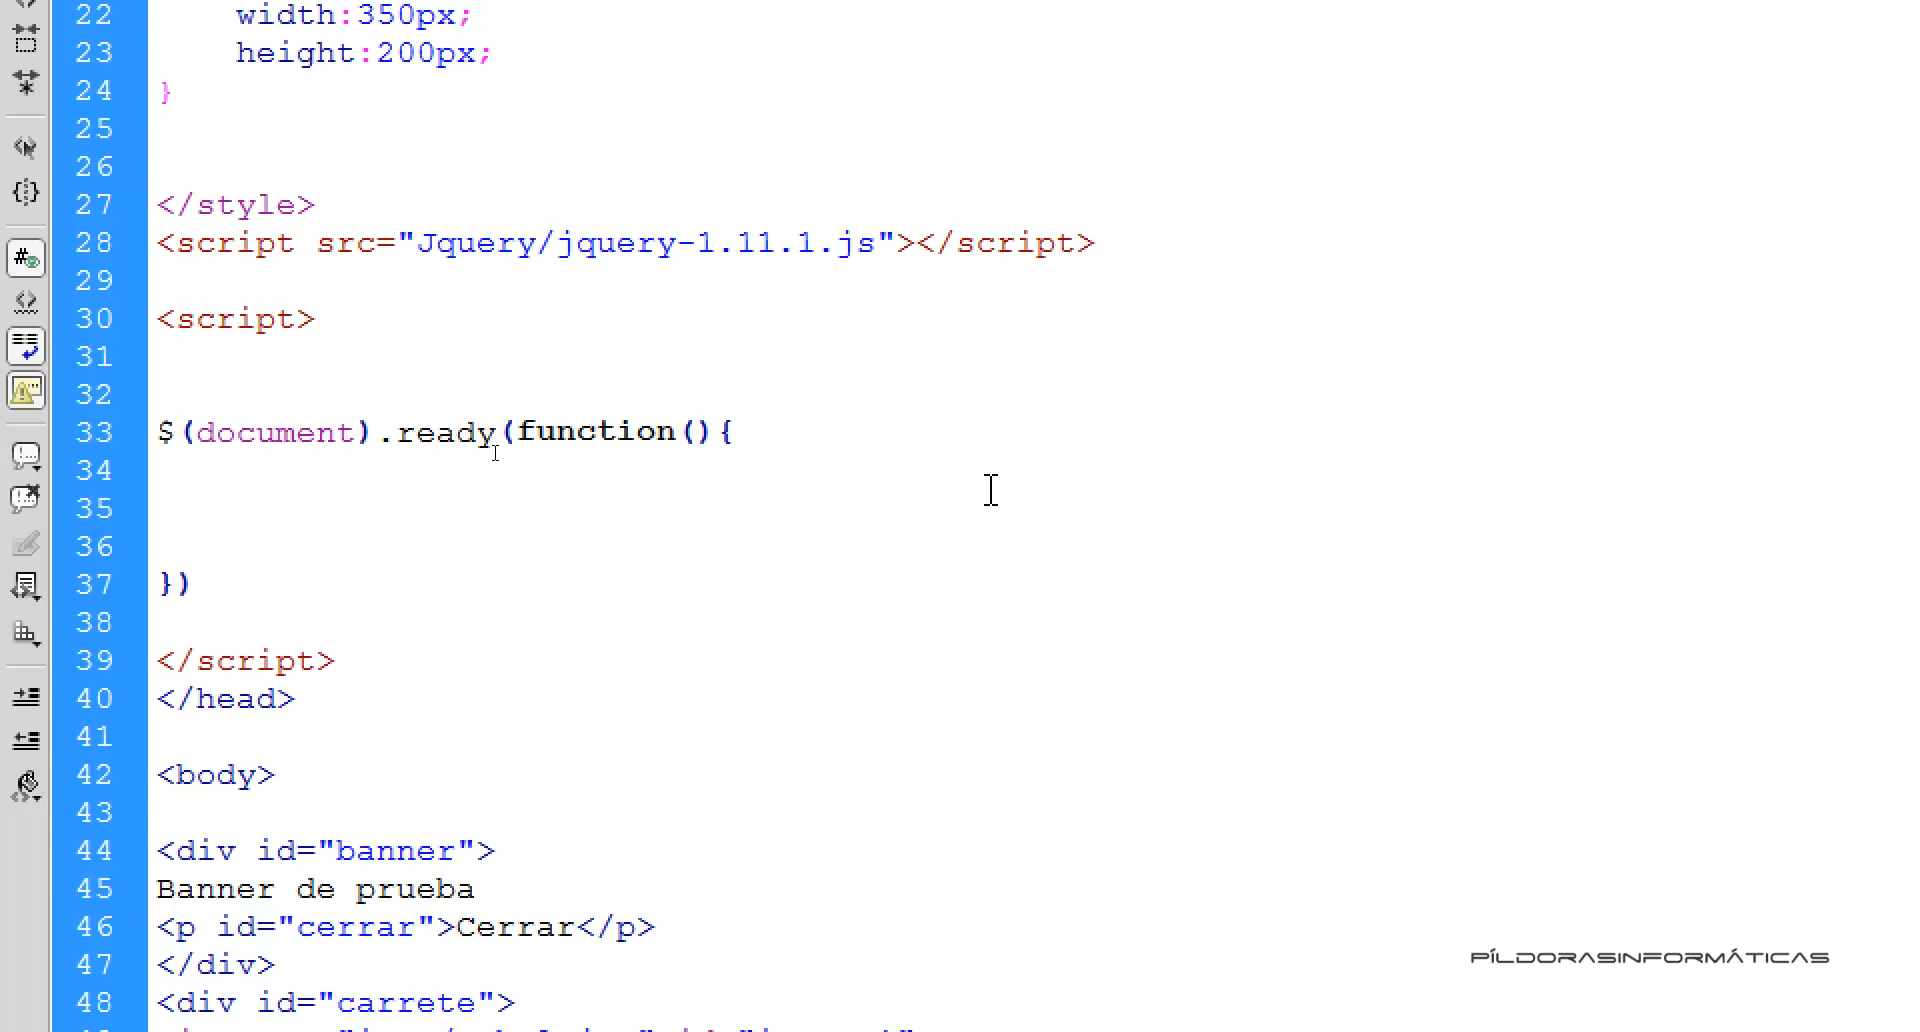 22 width:350px;
23 height:200px;
24 }
25
26
27 </style>
28 <script src="Jquery/jquery-1.11.1.js"></script>
29
30 <script>
31
32
33 $(document).ready(function(){
34
35
36
37 })
38
39 </script>
40 </head>
41
42 <body>
43
44 <div id="banner">
45 Banner de prueba
46 <p id="cerrar">Cerrar</p>
47 </div>
48 <div id="carrete">
PÍLDORASINFORMÁTICAS